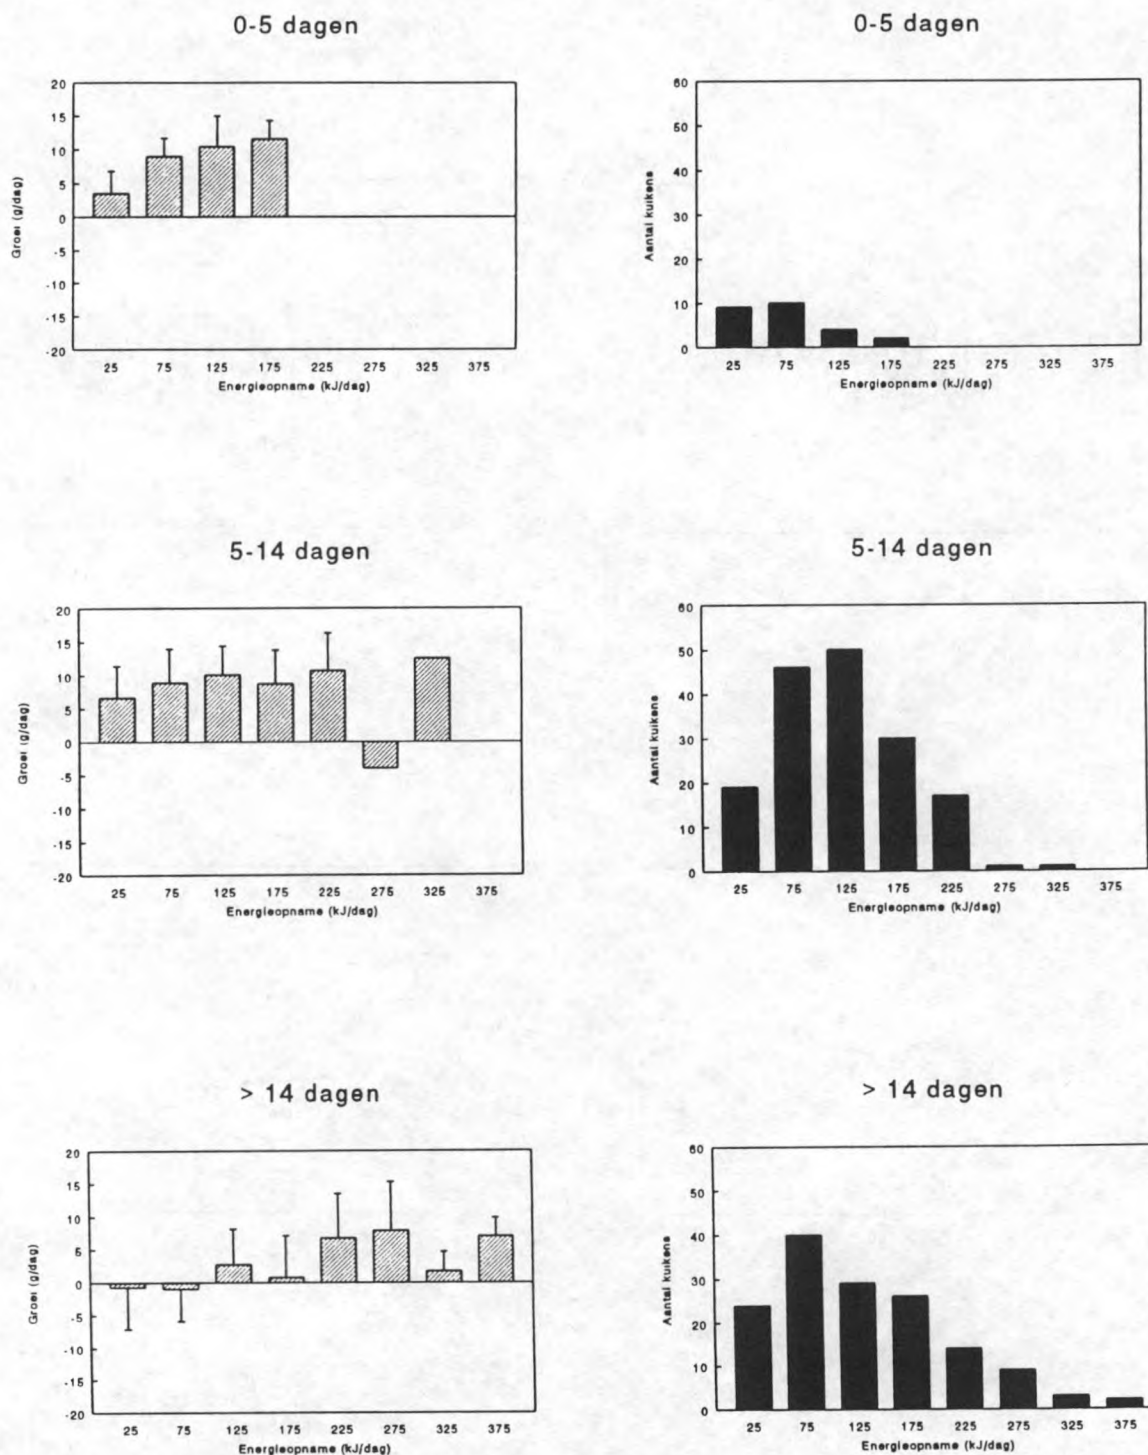 0-5 dagen
20
15
10
5
0
-5
-10
-15
-20
Groei (g/dag)
25 75 125 175 225 275 325 375
Energieopname (kJ/dag)
0-5 dagen
60
50
40
30
20
10
0
Aantal kuikens
25 75 125 175 225 275 325 375
Energieopname (kJ/dag)
5-14 dagen
20
15
10
5
0
-5
-10
-15
-20
Groei (g/dag)
25 75 125 175 225 275 325 375
Energieopname (kJ/dag)
5-14 dagen
60
50
40
30
20
10
0
Aantal kuikens
25 75 125 175 225 275 325 375
Energieopname (kJ/dag)
> 14 dagen
20
15
10
5
0
-5
-10
-15
-20
Groei (g/dag)
25 75 125 175 225 275 325 375
Energieopname (kJ/dag)
> 14 dagen
60
50
40
30
20
10
0
Aantal kuikens
25 75 125 175 225 275 325 375
Energieopname (kJ/dag)